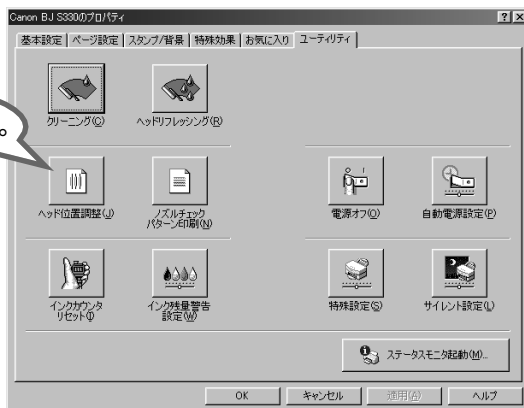 Canon BJ S330のプロパティ
基本設定 ページ設定 スタンプ/背景 特殊効果 お気に入り ユーティリティ
クリーニング(C) ヘッドリフレッシング(R)
。
ヘッド位置調整(J) ノズルチェック
パターン印刷(N) 電源オフ(O) 自動電源設定(P)
インクカウンタ
リセット(I) インク残量警告
設定(W) 特殊設定(S) サイレント設定(L)
ステータスモニタ起動(M)...
OK キャンセル 適用(A) ヘルプ